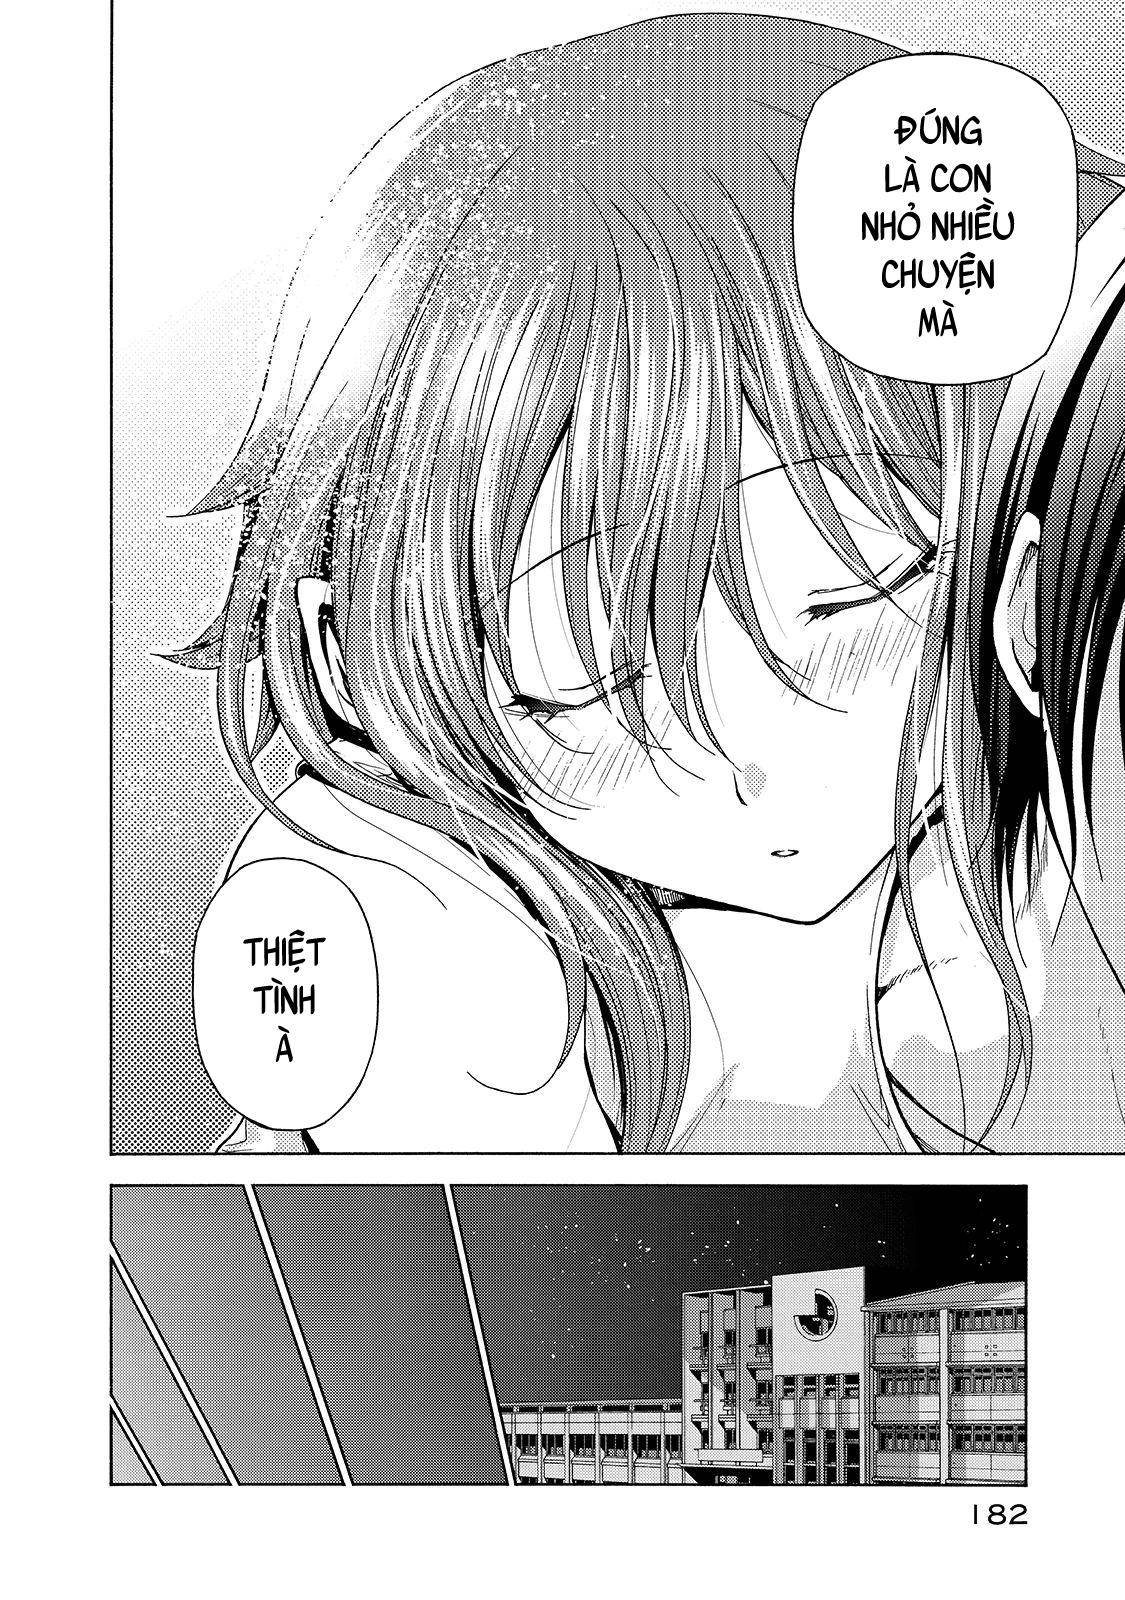 ĐÚNG
LÀ CON
NHỎ NHIỀU
CHUYỆN
MÀ
THIỆT
TÌNH
À
182